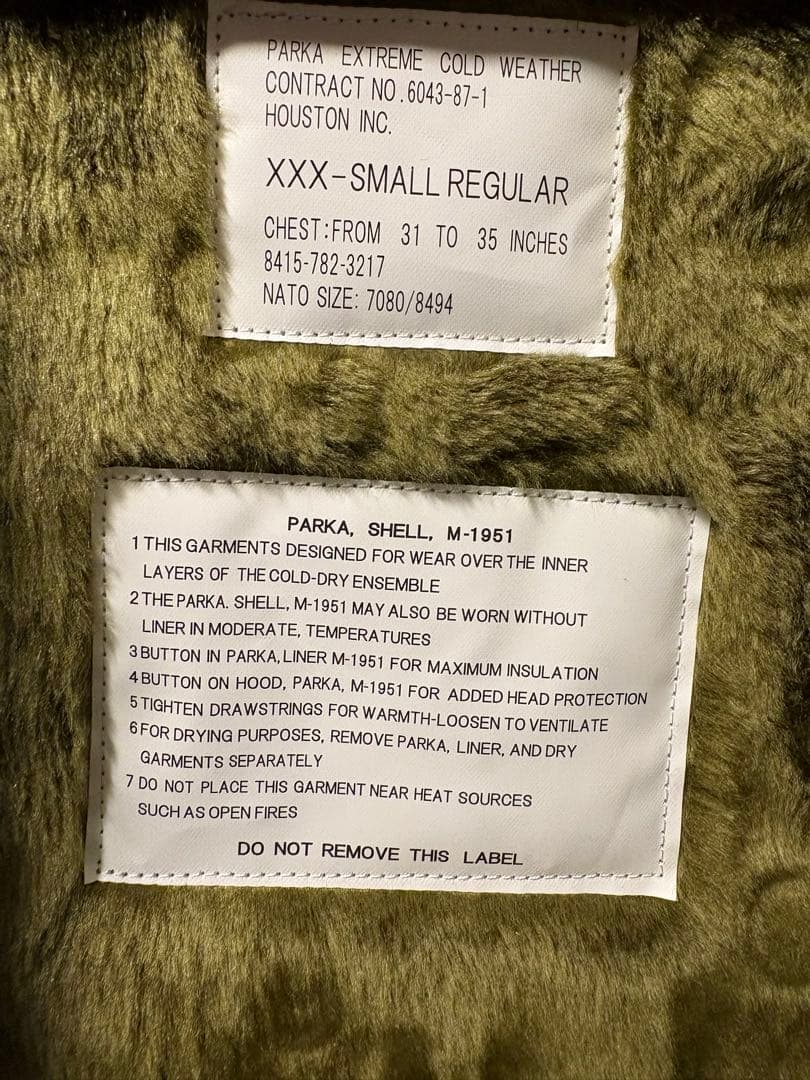 PARKA EXTREME COLD WEATHER
CONTRACT NO.6043-87-1
HOUSTON INC.
XXX-SMALL REGULAR
CHEST:FROM 31 TO 35 INCHES
8415-782-3217
NATO SIZE: 7080/8494
PARKA, SHELL, M-1951
1 THIS GARMENTS DESIGNED FOR WEAR OVER THE INNER
LAYERS OF THE COLD-DRY ENSEMBLE
2 THE PARKA. SHELL, M-1951 MAY ALSO BE WORN WITHOUT
LINER IN MODERATE, TEMPERATURES
3 BUTTON IN PARKA, LINER M-1951 FOR MAXIMUM INSULATION
4 BUTTON ON HOOD, PARKA, M-1951 FOR ADDED HEAD PROTECTION
5 TIGHTEN DRAWSTRINGS FOR WARMTH-LOOSEN TO VENTILATE
6 FOR DRYING PURPOSES, REMOVE PARKA, LINER, AND DRY
GARMENTS SEPARATELY
7 DO NOT PLACE THIS GARMENT NEAR HEAT SOURCES
SUCH AS OPEN FIRES
DO NOT REMOVE THIS LABEL